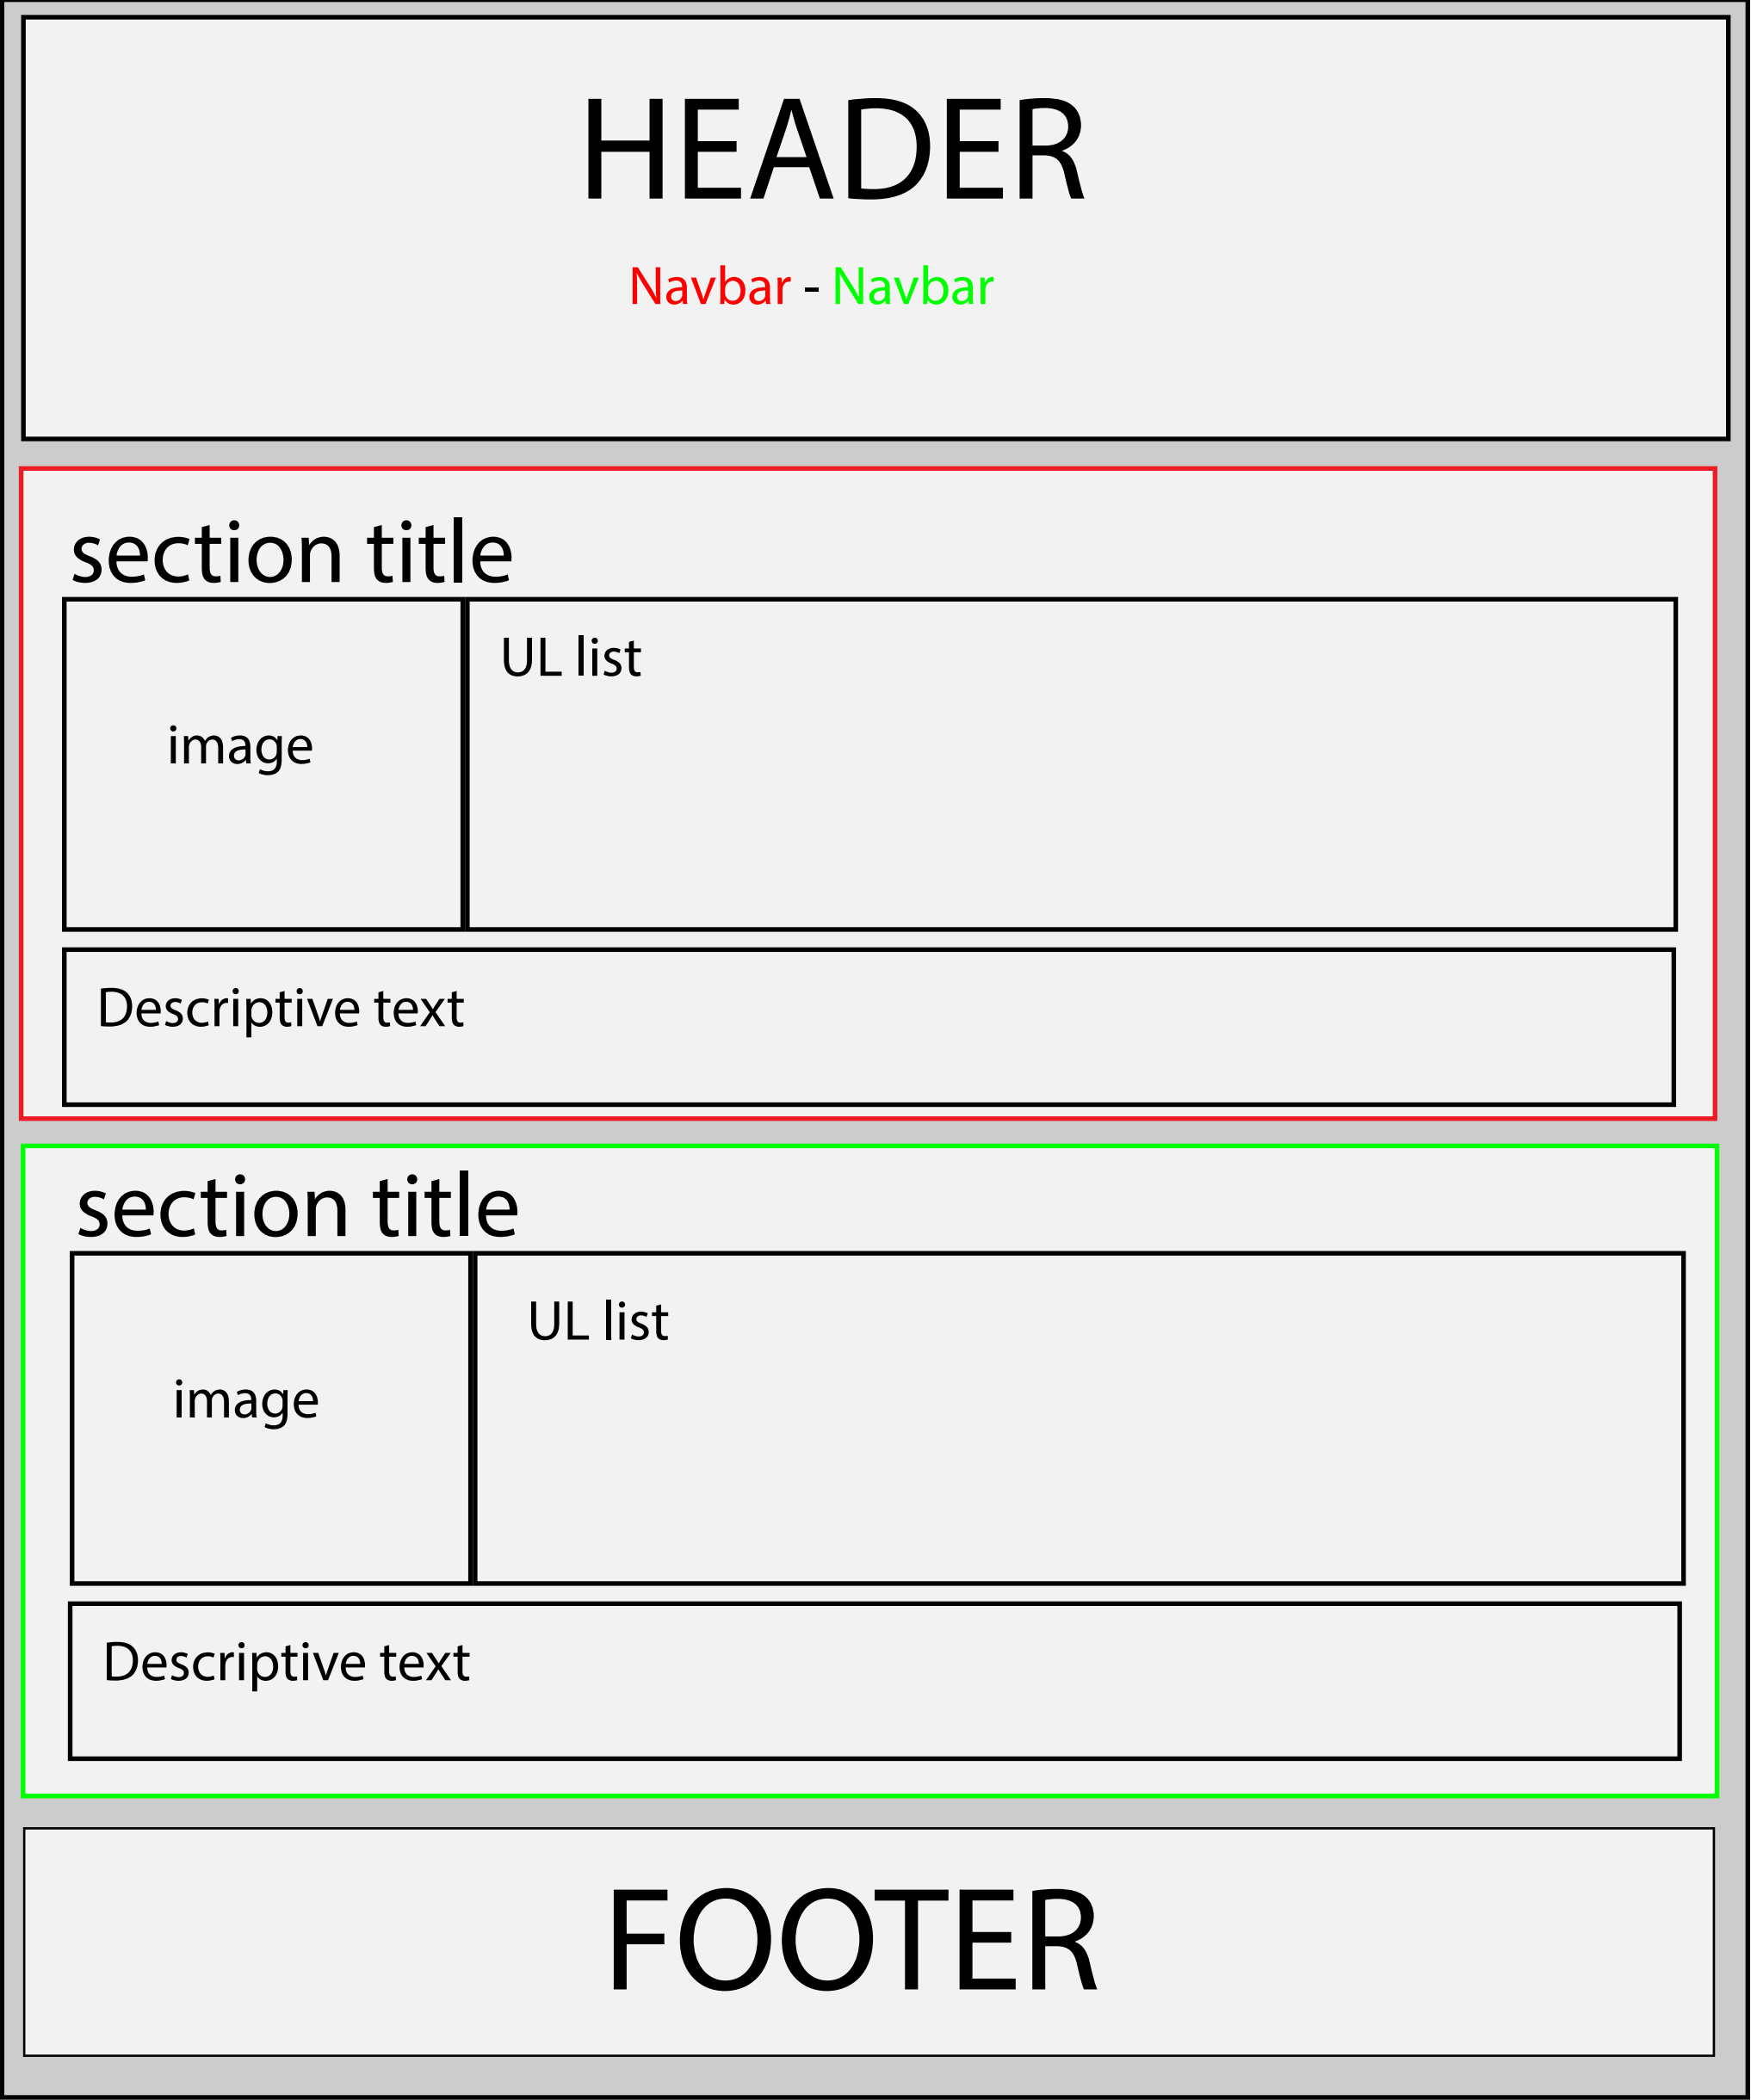 HEADER
Navbar - Navbar
section title
UL list
image
Descriptive text
section title
UL list
image
Descriptive text
FOOTER